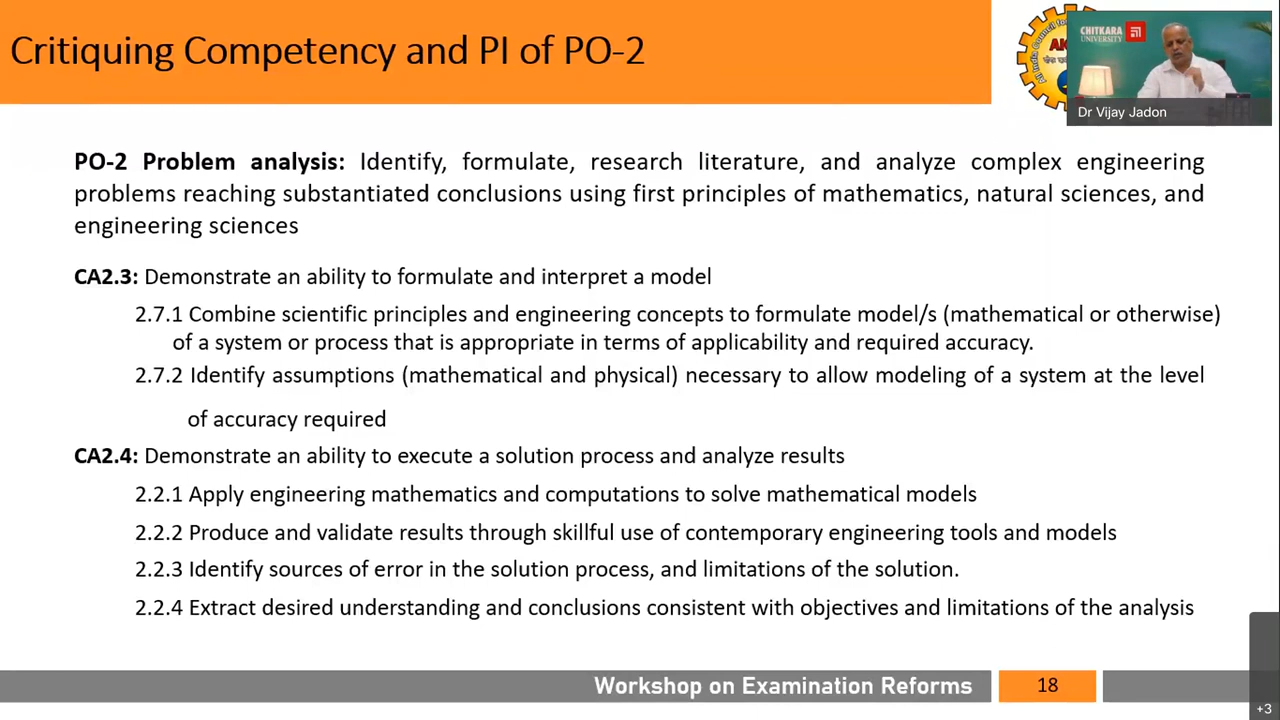 Critiquing Competency and PI of PO-2
CHITKARA
UNIVERSITY
Dr Vijay Jadon
PO-2 Problem analysis: Identify, formulate, research literature, and analyze complex engineering
problems reaching substantiated conclusions using first principles of mathematics, natural sciences, and
engineering sciences
CA2.3: Demonstrate an ability to formulate and interpret a model
2.7.1 Combine scientific principles and engineering concepts to formulate model/s (mathematical or otherwise)
of a system or process that is appropriate in terms of applicability and required accuracy.
2.7.2 Identify assumptions (mathematical and physical) necessary to allow modeling of a system at the level
of accuracy required
CA2.4: Demonstrate an ability to execute a solution process and analyze results
2.2.1 Apply engineering mathematics and computations to solve mathematical models
2.2.2 Produce and validate results through skillful use of contemporary engineering tools and models
2.2.3 Identify sources of error in the solution process, and limitations of the solution.
2.2.4 Extract desired understanding and conclusions consistent with objectives and limitations of the analysis
Workshop on Examination Reforms
18
+3